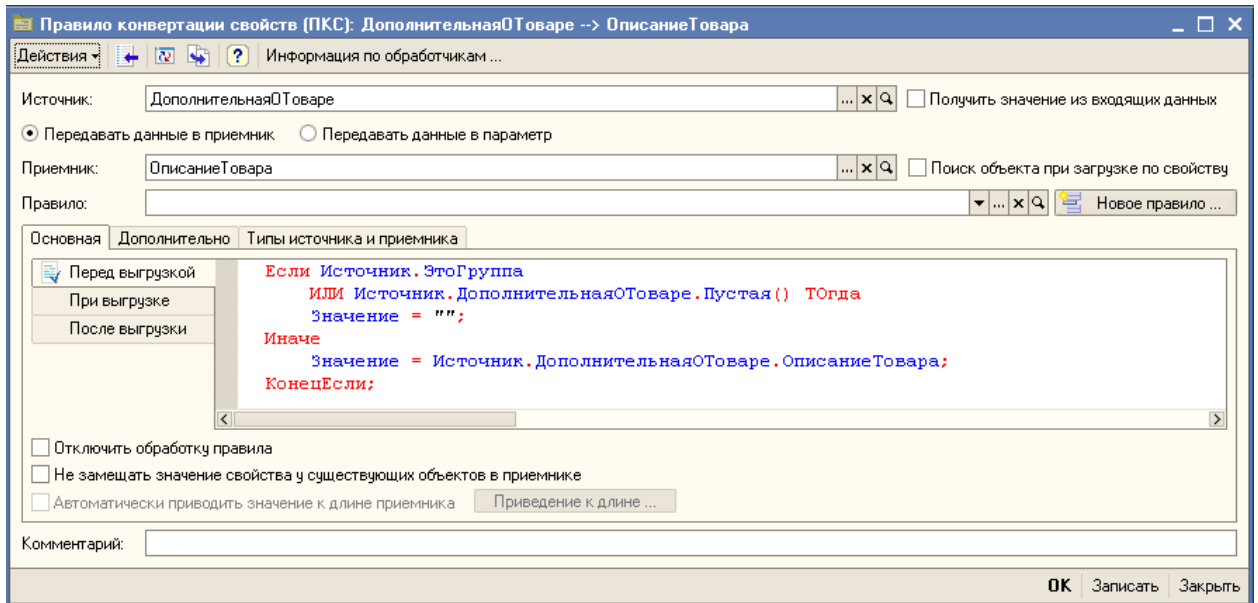 Правило конвертации свойств (ПКС): ДополнительнаяОТоваре --> ОписаниеТовара
Действия ? Информация по обработчикам ...
Источник: ДополнительнаяОТоваре ... Получить значение из входящих данных
Передавать данные в приемник Передавать данные в параметр
Приемник: ОписаниеТовара ... Поиск объекта при загрузке по свойству
Правило: ... Новое правило ...
Основная Дополнительно Типы источника и приемника
Перед выгрузкой
При выгрузке
После выгрузки
Если Источник.ЭтоГруппа
ИЛИ Источник.ДополнительнаяОТоваре.Пустая() ТОгда
Значение = "";
Иначе
Значение = Источник.ДополнительнаяОТоваре.ОписаниеТовара;
КонецЕсли;
Отключить обработку правила
Не замещать значение свойства у существующих объектов в приемнике
Автоматически приводить значение к длине приемника Приведение к длине ...
Комментарий:
ОК Записать Закрыть